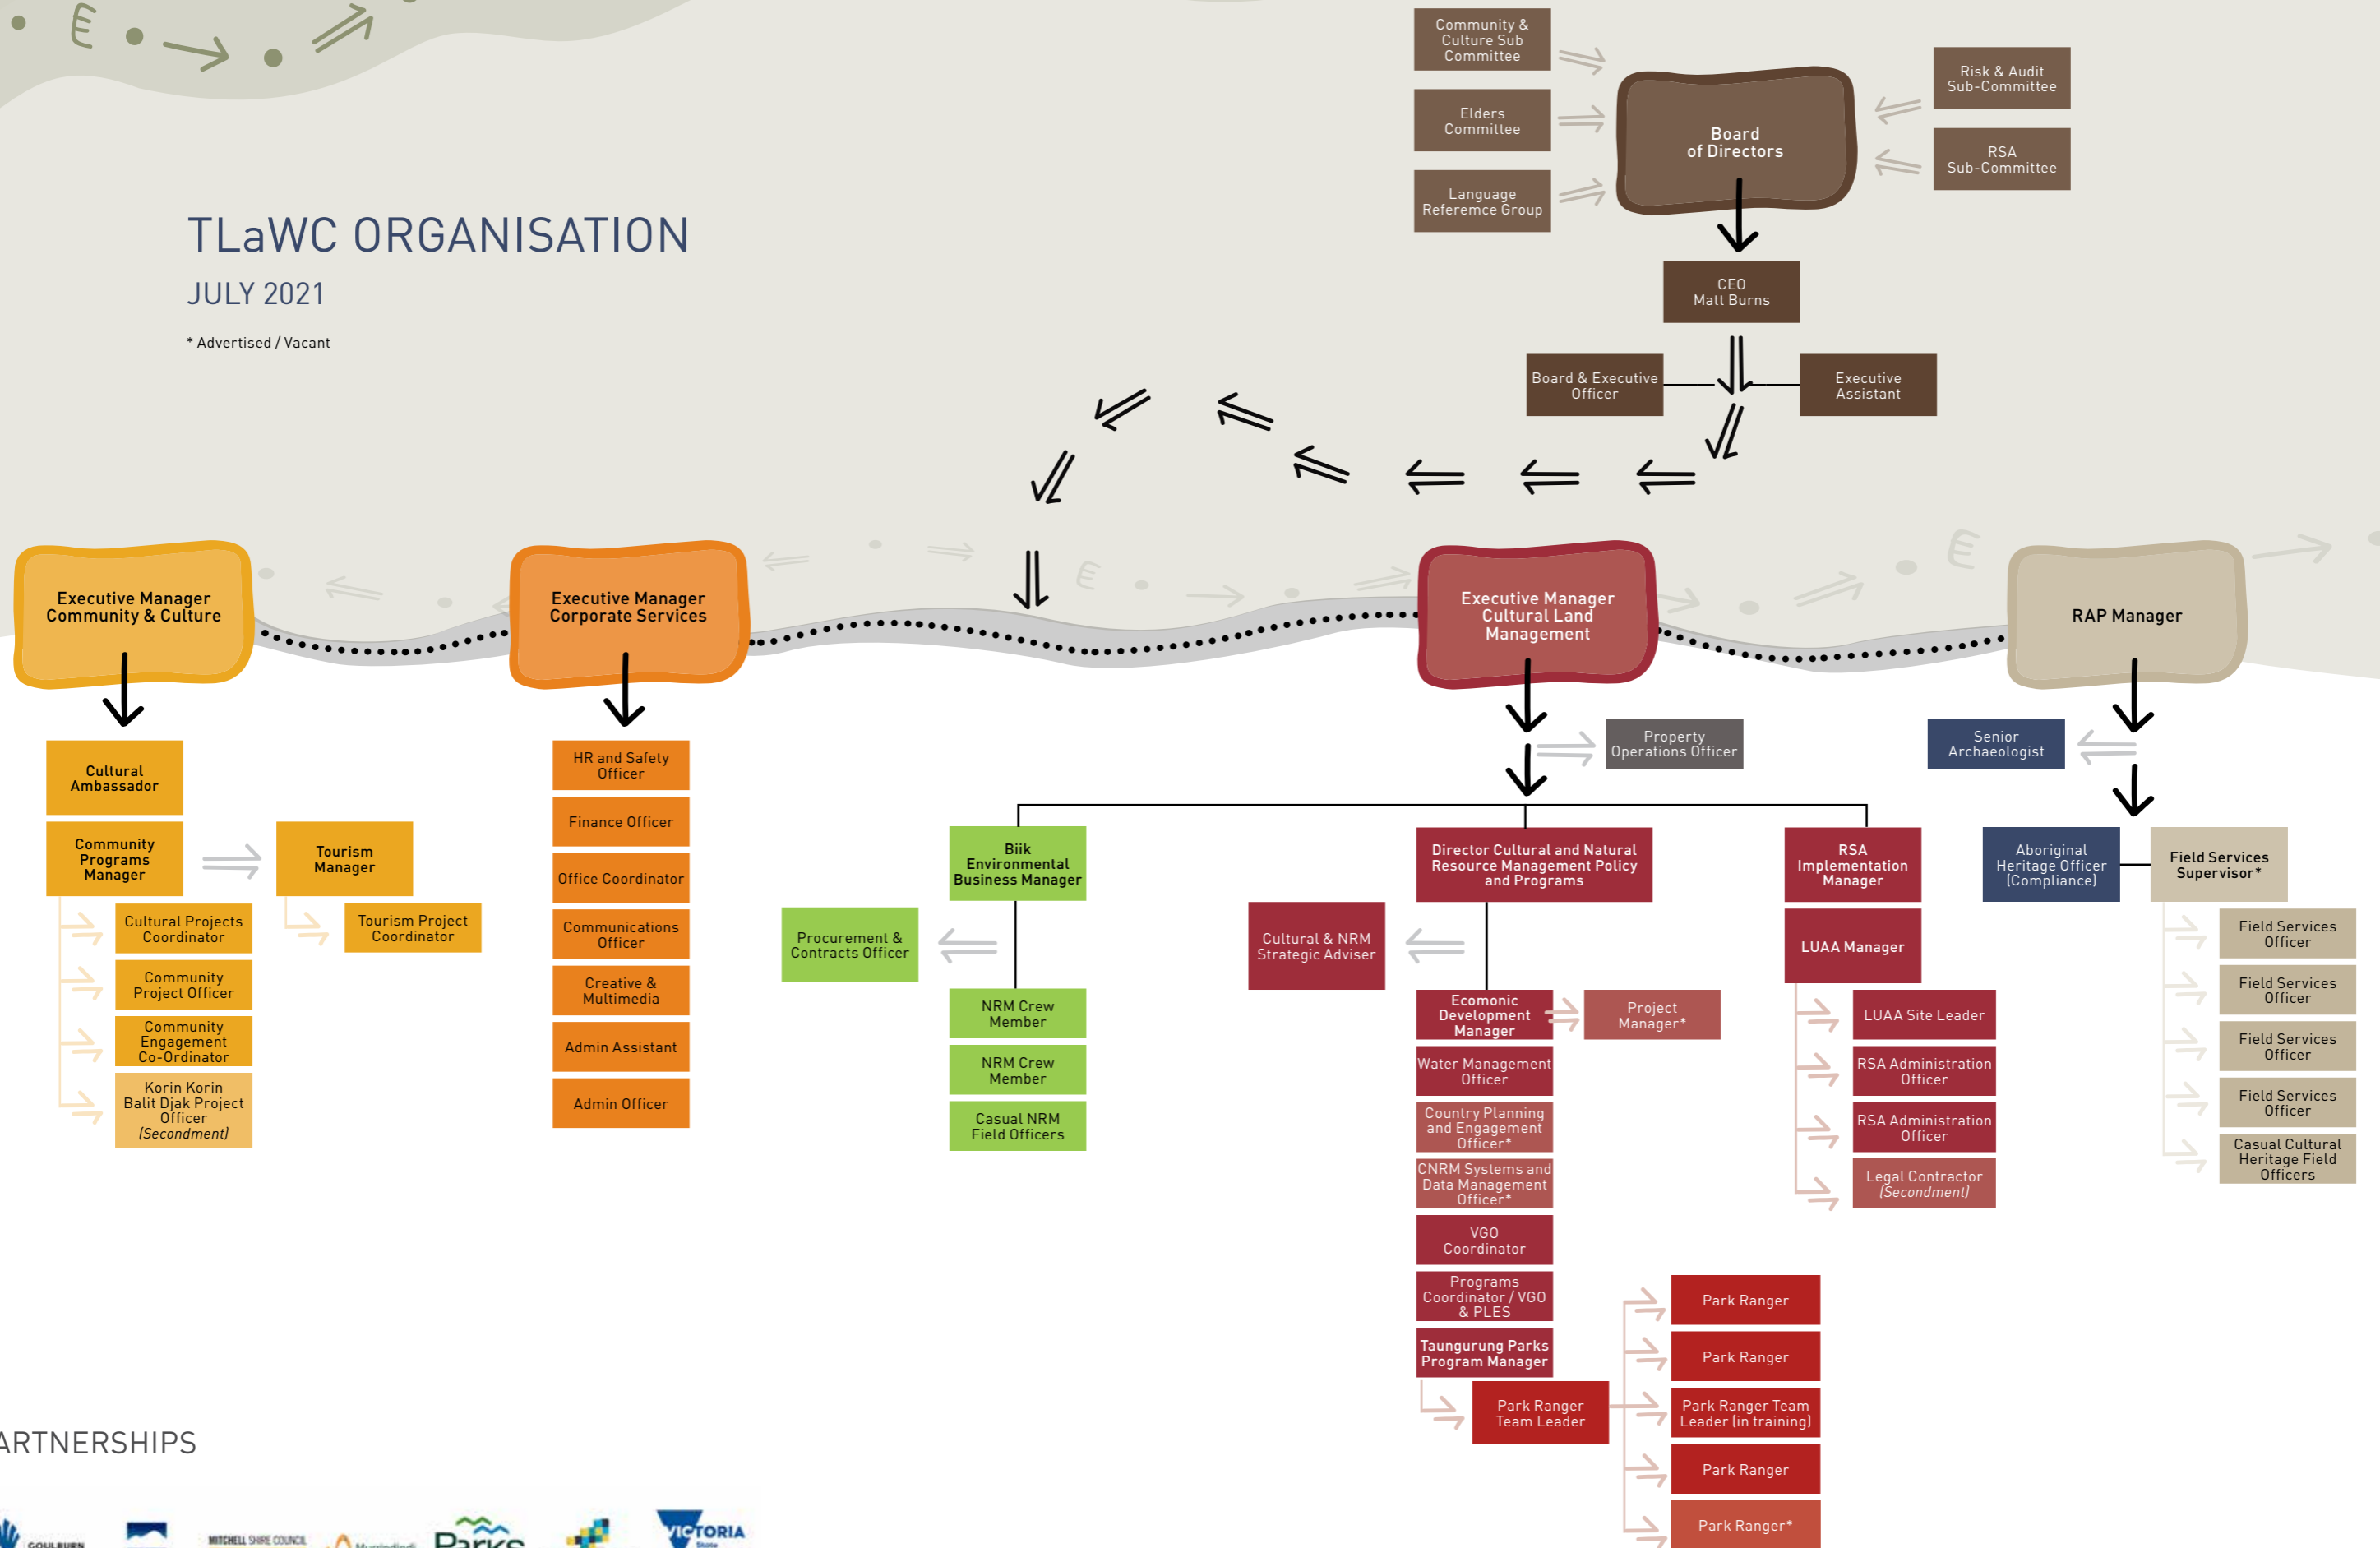 Community &
Culture Sub
Committee
Risk & Audit
Sub-Committee
Elders
Committee
Board
of Directors
RSA
Sub-Committee
Language
Referemce Group
TLaWC ORGANISATION
JULY 2021
* Advertised / Vacant
CEO
Matt Burns
Board & Executive
Officer
Executive
Assistant
Executive Manager
Community & Culture
Executive Manager
Corporate Services
Executive Manager
Cultural Land
Management
RAP Manager
Cultural
Ambassador
Community
Programs
Manager
Tourism
Manager
Cultural Projects
Coordinator
Tourism Project
Coordinator
Community
Project Officer
Community
Engagement
Co-Ordinator
Korin Korin
Balit Djak Project
Officer
(Secondment)
HR and Safety
Officer
Finance Officer
Office Coordinator
Communications
Officer
Creative &
Multimedia
Admin Assistant
Admin Officer
Property
Operations Officer
Biik
Environmental
Business Manager
Procurement &
Contracts Officer
NRM Crew
Member
NRM Crew
Member
Casual NRM
Field Officers
Director Cultural and Natural
Resource Management Policy
and Programs
Cultural & NRM
Strategic Adviser
Ecomonic
Development
Manager
Project
Manager*
Water Management
Officer
Country Planning
and Engagement
Officer*
CNRM Systems and
Data Management
Officer*
VGO
Coordinator
Programs
Coordinator / VGO
& PLES
Taungurung Parks
Program Manager
Park Ranger
Team Leader
Park Ranger
Park Ranger
Park Ranger Team
Leader (in training)
Park Ranger
Park Ranger*
RSA
Implementation
Manager
LUAA Manager
LUAA Site Leader
RSA Administration
Officer
RSA Administration
Officer
Legal Contractor
(Secondment)
Senior
Archaeologist
Aboriginal
Heritage Officer
(Compliance)
Field Services
Supervisor*
Field Services
Officer
Field Services
Officer
Field Services
Officer
Field Services
Officer
Casual Cultural
Heritage Field
Officers
ARTNERSHIPS
GOULBURN
MITCHELL SHIRE COUNCIL
Murrindindi
Parks
VICTORIA
State